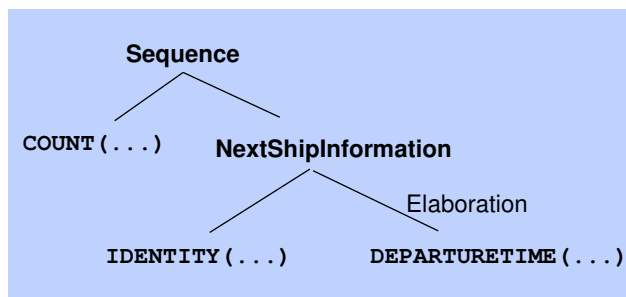 Sequence
COUNT(...)
NextShipInformation
Elaboration
IDENTITY(...)
DEPARTURETIME(...)